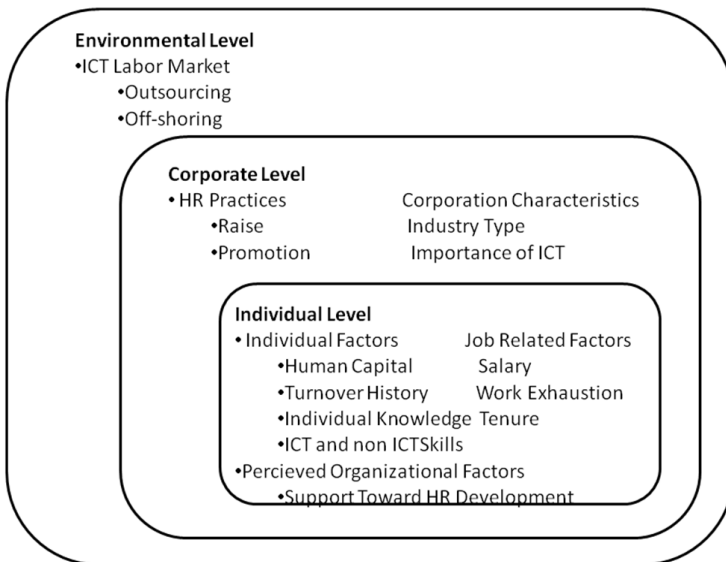 Environmental Level
•ICT Labor Market
•Outsourcing
•Off-shoring
Corporate Level
• HR Practices Corporation Characteristics
•Raise Industry Type
•Promotion Importance of ICT
Individual Level
• Individual Factors Job Related Factors
•Human Capital Salary
•Turnover History Work Exhaustion
•Individual Knowledge Tenure
•ICT and non ICTSkills
•Percieved Organizational Factors
•Support Toward HR Development